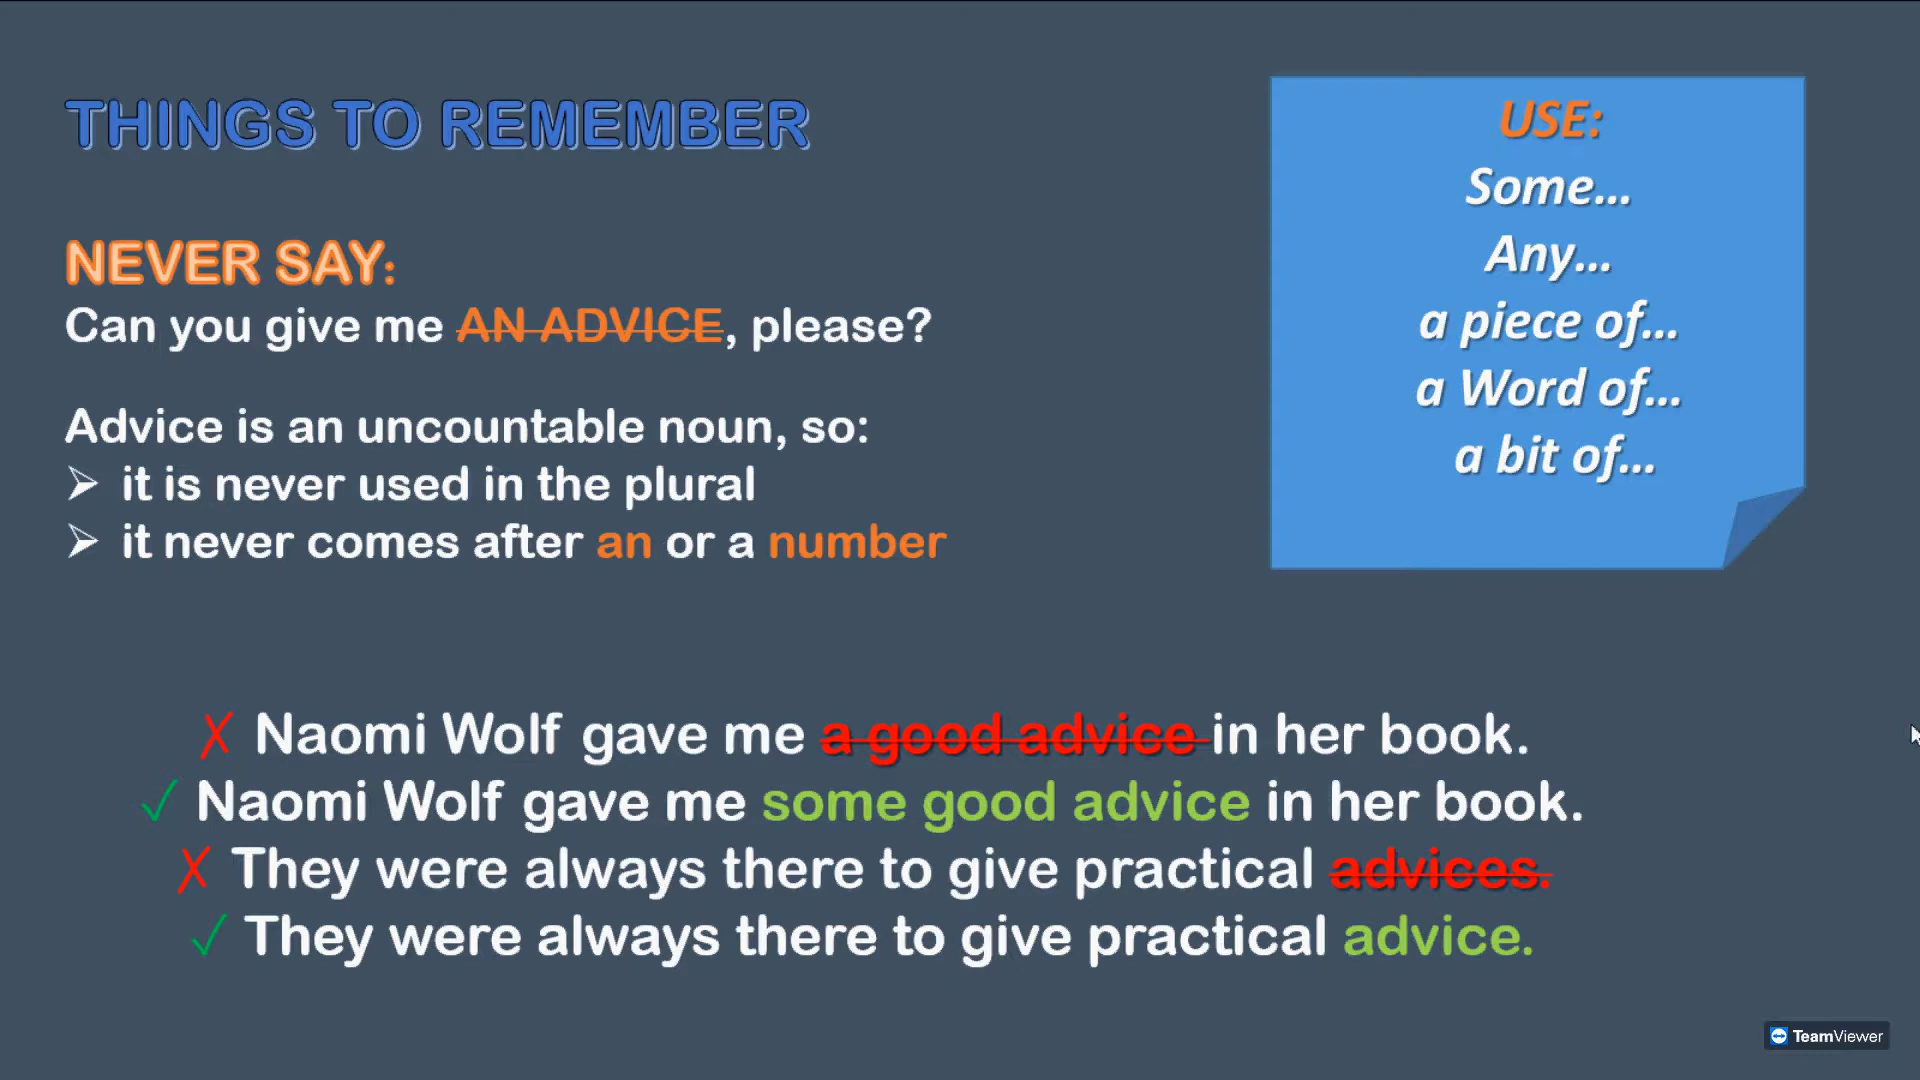 THINGS TO REMEMBER
NEVER SAY:
Can you give me AN ADVICE, please?
Advice is an uncountable noun, so:
➢ it is never used in the plural
➢ it never comes after an or a number
USE:
Some...
Any...
a piece of...
a Word of...
a bit of...
✗ Naomi Wolf gave me a good advice in her book.
✓ Naomi Wolf gave me some good advice in her book.
✗ They were always there to give practical advices.
✓ They were always there to give practical advice.
TeamViewer